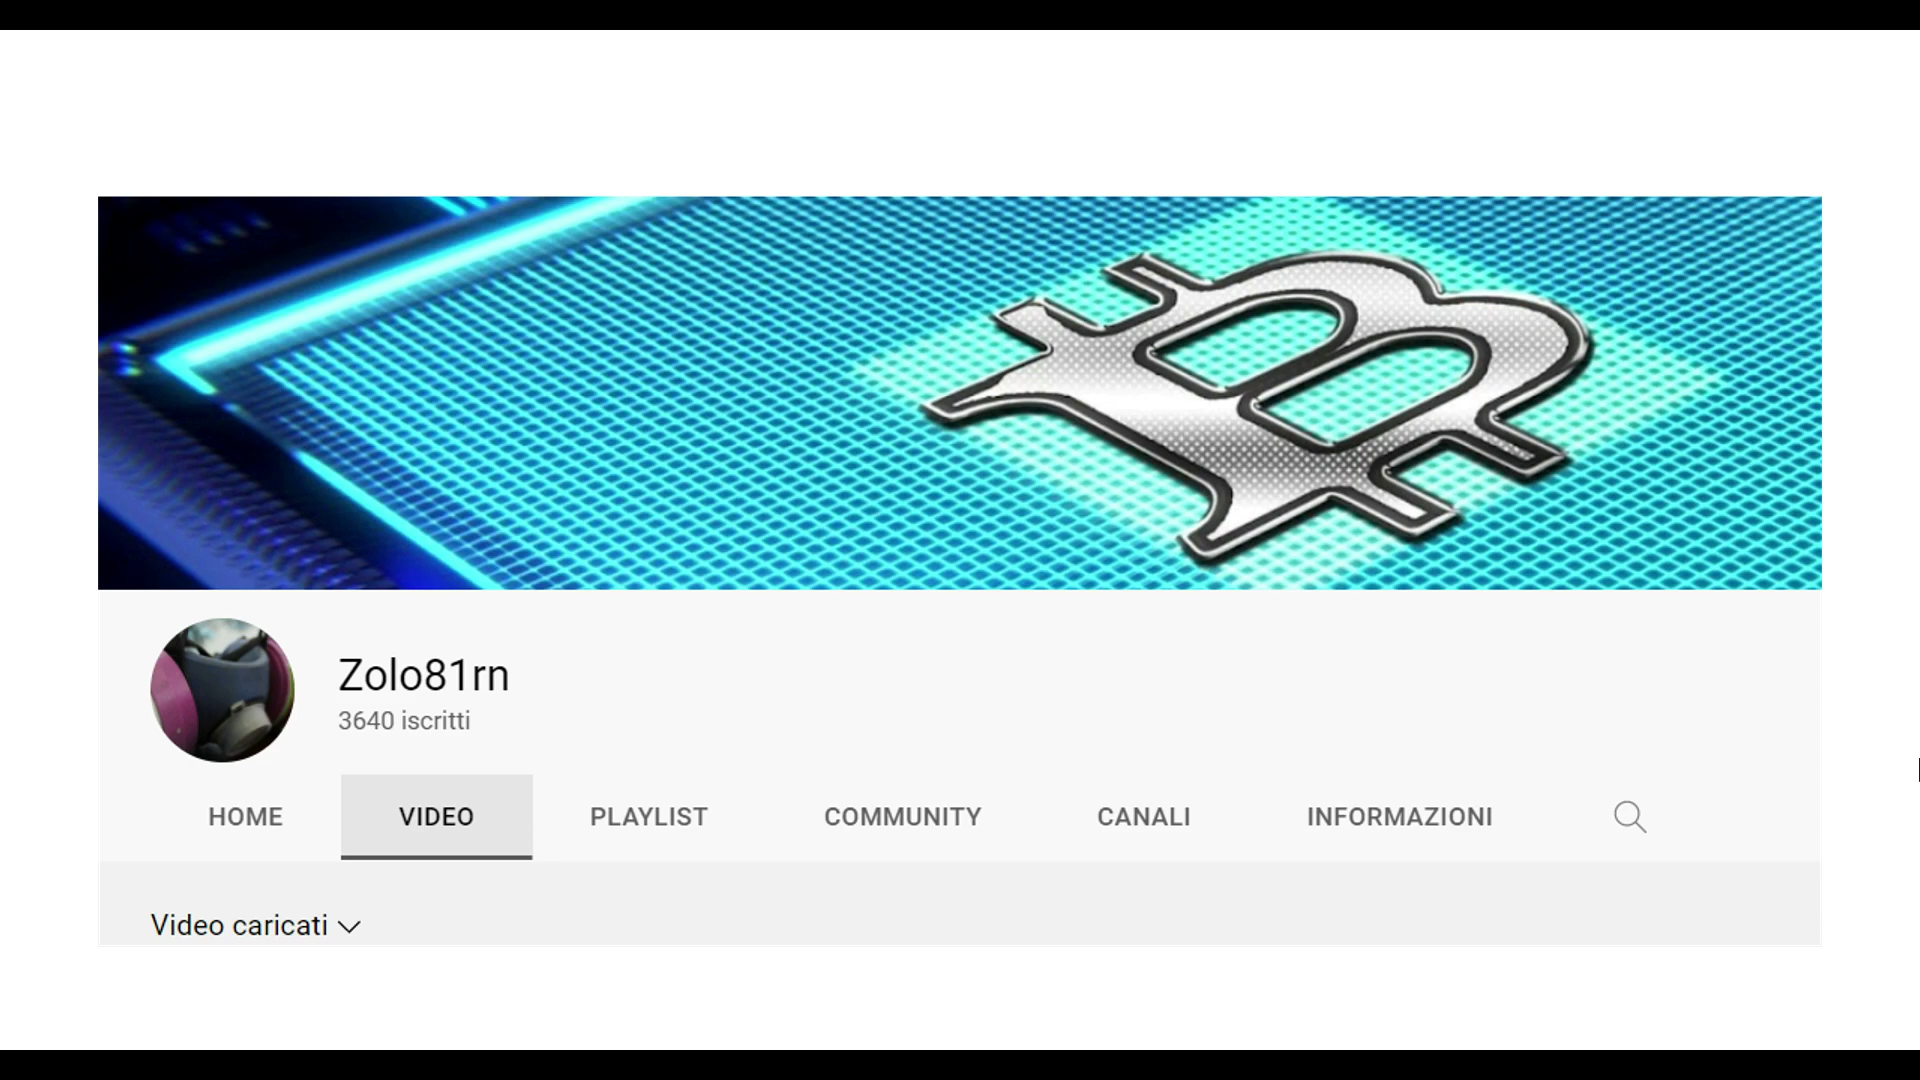 Zolo81rn
3640 iscritti
HOME VIDEO PLAYLIST COMMUNITY CANALI INFORMAZIONI
Video caricati